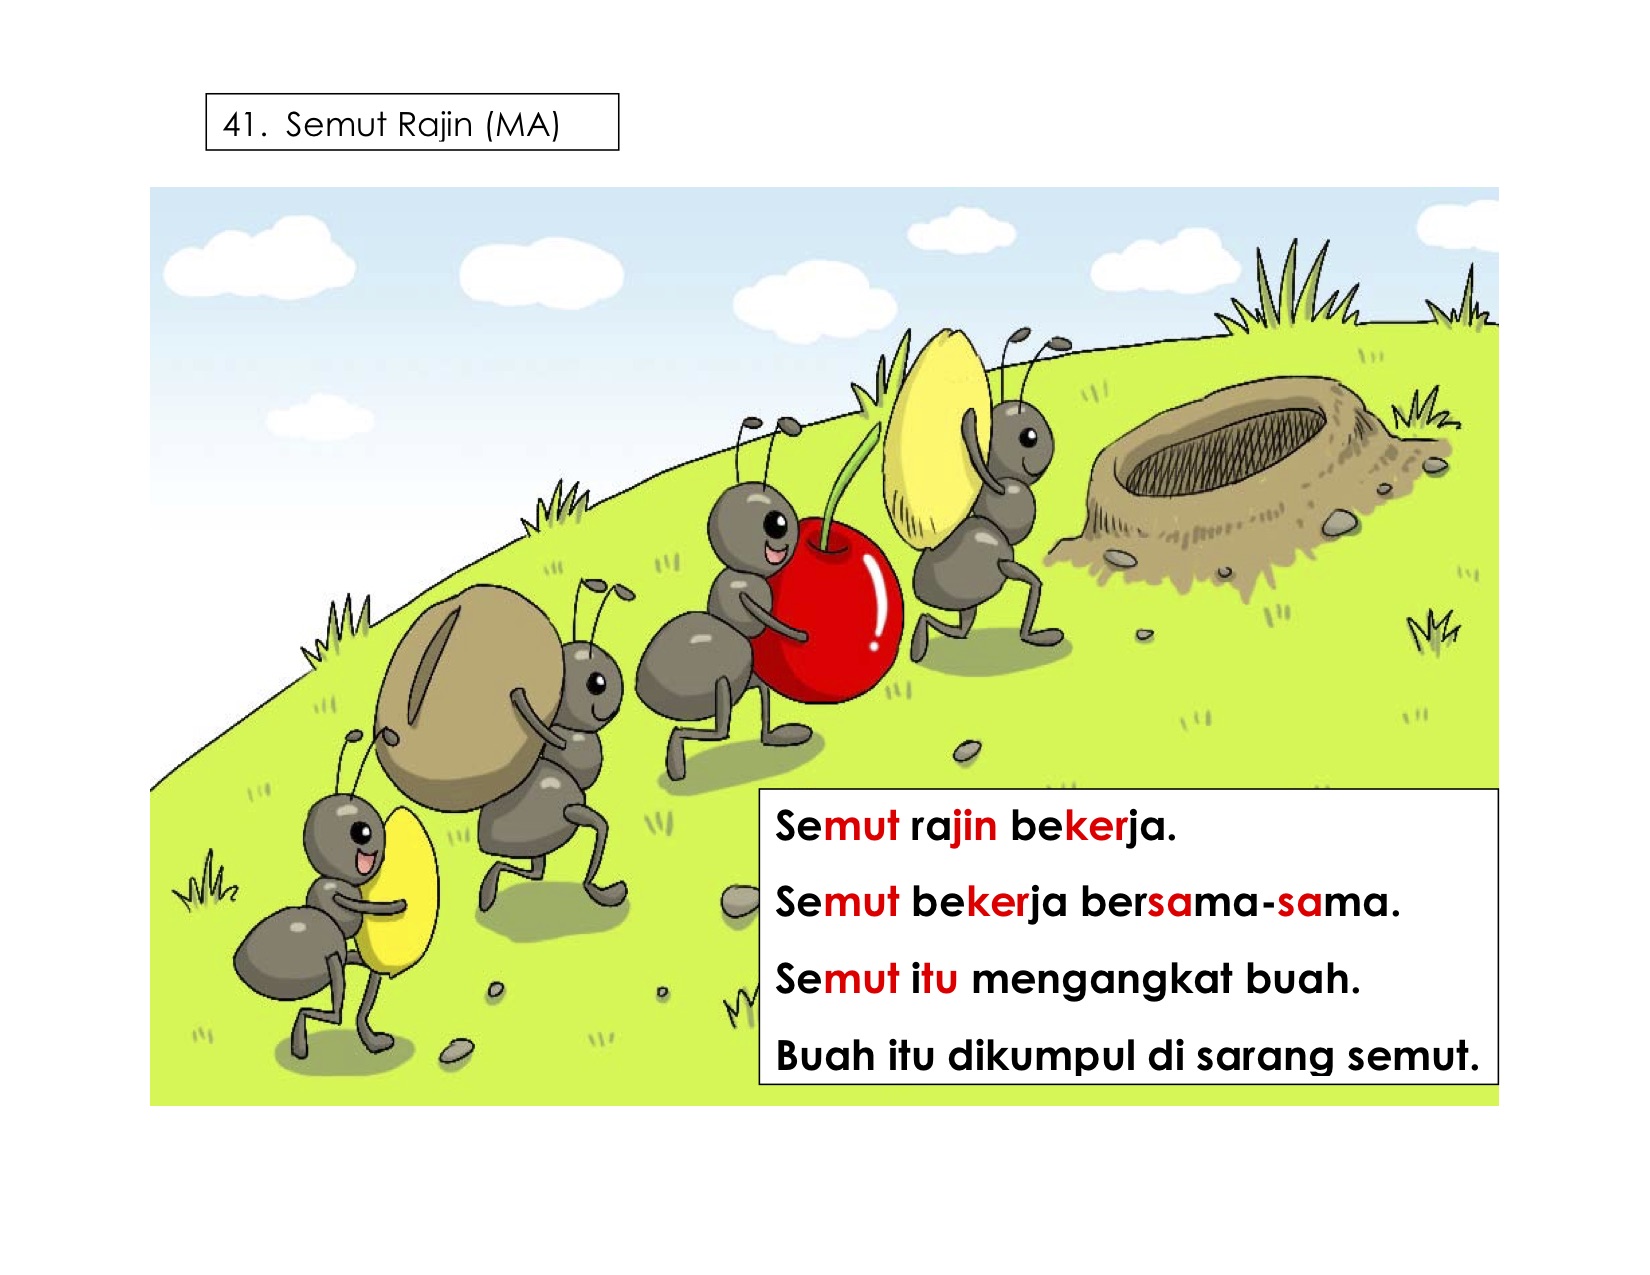 41. Semut Rajin (MA)
Semut rajin bekerja.
Semut bekerja bersama-sama.
Semut itu mengangkat buah.
Buah itu dikumpul di sarang semut.